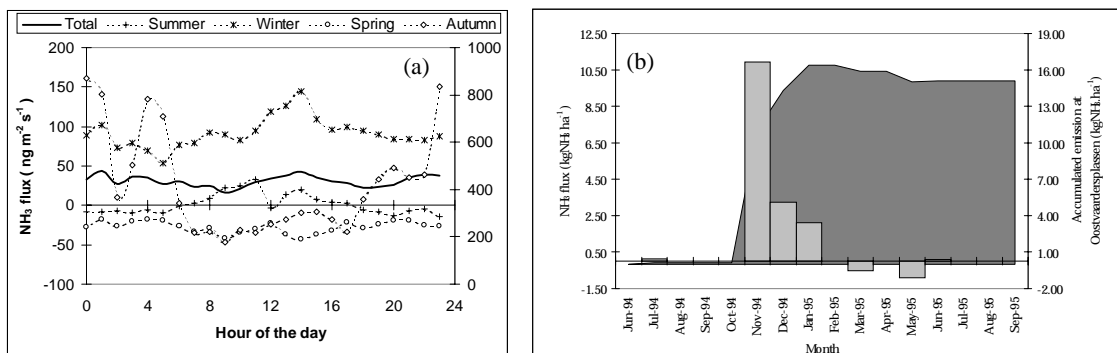 Total Summer Winter Spring Autumn
(a)
NH₃ flux ( ng m⁻² s⁻¹ )
200
150
100
50
0
-50
-100
1000
800
600
400
200
0
0 4 8 12 16 20 24
Hour of the day
(b)
NH₃ flux (kgNH₃.ha⁻¹)
12.50
10.50
8.50
6.50
4.50
2.50
0.50
-1.50
19.00
16.00
13.00
10.00
7.00
4.00
1.00
-2.00
Accumulated emission at
Oostvaardersplassen (kgNH₃.ha⁻¹)
Jun-94
Jul-94
Aug-94
Sep-94
Oct-94
Nov-94
Dec-94
Jan-95
Feb-95
Mar-95
Apr-95
May-95
Jun-95
Jul-95
Aug-95
Sep-95
Month